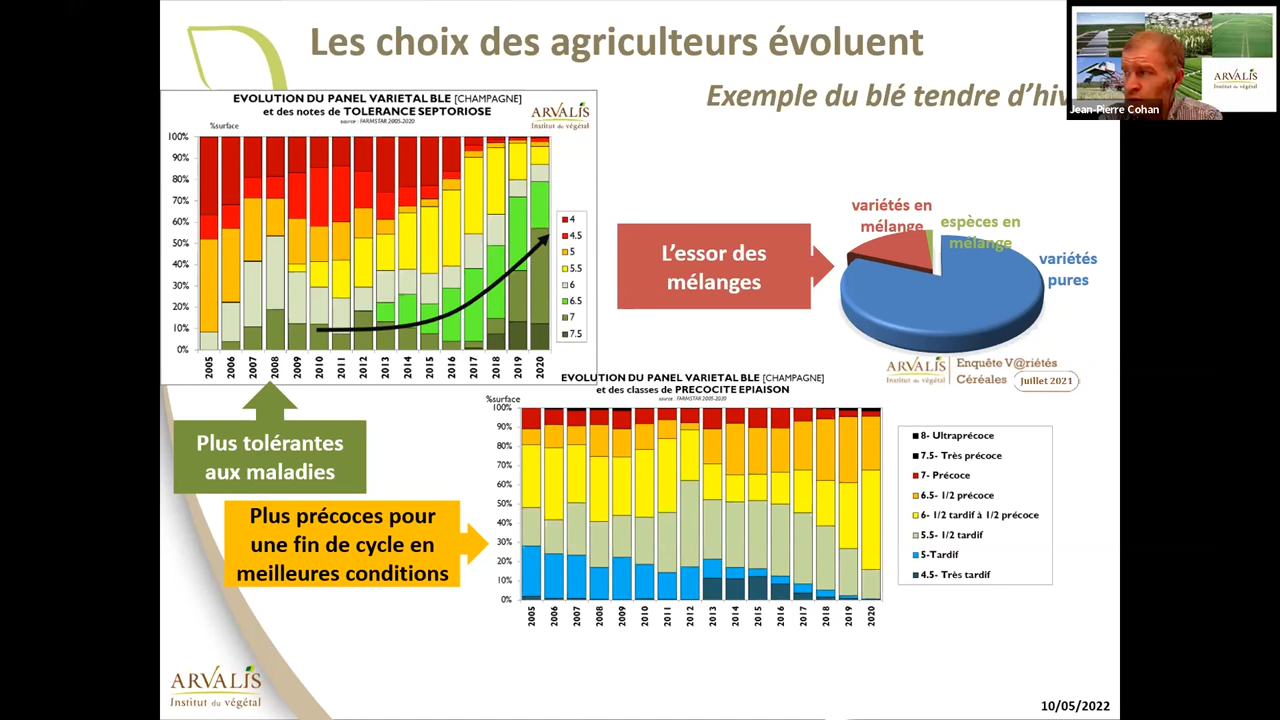 Les choix des agriculteurs évoluent
Exemple du blé tendre d'hiv
ARVALIS
Jean-Pierre Cohan
EVOLUTION DU PANEL VARIETAL BLE [CHAMPAGNE]
et des notes de TOLERANCE SEPTORIOSE
source : FARMSTAR 2005-2020
ARVALIS
Institut du végétal
%surface
100%
90%
80%
70%
60%
50%
40%
30%
20%
10%
0%
2005 2006 2007 2008 2009 2010 2011 2012 2013 2014 2015 2016 2017 2018 2019 2020
4
4.5
5
5.5
6
6.5
7
7.5
L'essor des
mélanges
variétés en
mélange
espèces en
mélange
variétés
pures
ARVALIS
Institut du végétal
Enquête V@riétés
Céréales
Juillet 2021
Plus tolérantes
aux maladies
Plus précoces pour
une fin de cycle en
meilleures conditions
EVOLUTION DU PANEL VARIETAL BLE [CHAMPAGNE]
et des classes de PRECOCITE EPIAISON
source : FARMSTAR 2005-2020
%surface
100%
90%
80%
70%
60%
50%
40%
30%
20%
10%
0%
2005 2006 2007 2008 2009 2010 2011 2012 2013 2014 2015 2016 2017 2018 2019 2020
8- Ultraprécoce
7.5- Très précoce
7- Précoce
6.5- 1/2 précoce
6- 1/2 tardif à 1/2 précoce
5.5- 1/2 tardif
5-Tardif
4.5- Très tardif
ARVALIS
Institut du végétal
10/05/2022